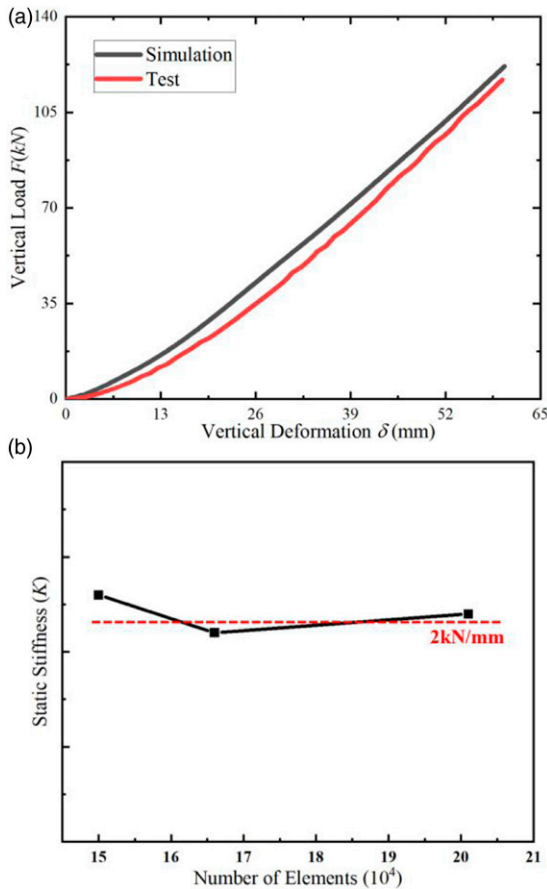 (a)
140
105
70
35
0
Simulation
Test
Vertical Load F(kN)
0 13 26 39 52 65
Vertical Deformation δ (mm)
(b)
Static Stiffness (K)
2kN/mm
15 16 17 18 19 20 21
Number of Elements (10⁴)